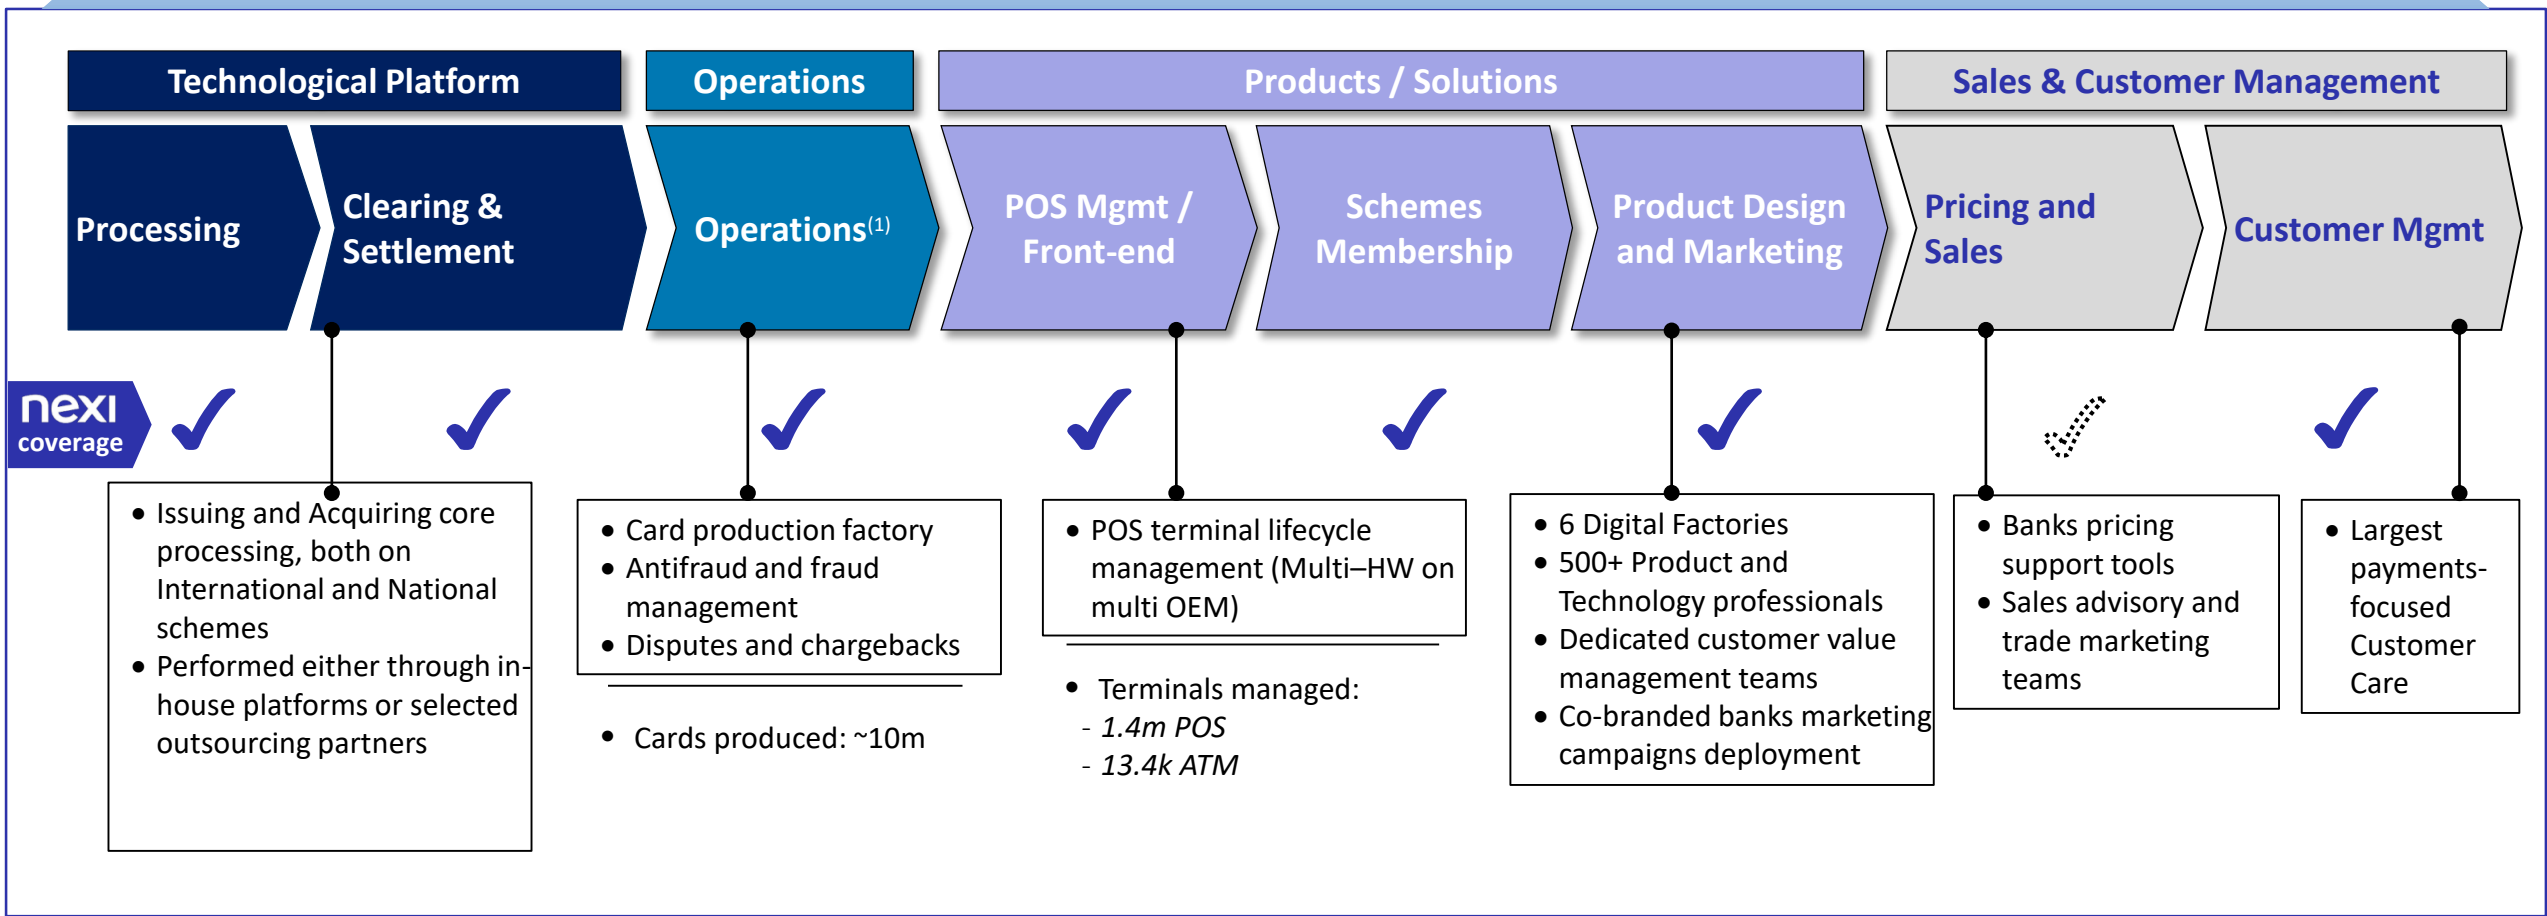 Technological Platform
Operations
Products / Solutions
Sales & Customer Management
Processing
Clearing &
Settlement
Operations(1)
POS Mgmt /
Front-end
Schemes
Membership
Product Design
and Marketing
Pricing and
Sales
Customer Mgmt
nexi
coverage
• Issuing and Acquiring core
processing, both on
International and National
schemes
• Performed either through in-
house platforms or selected
outsourcing partners
• Card production factory
• Antifraud and fraud
management
• Disputes and chargebacks
• Cards produced: ~10m
• POS terminal lifecycle
management (Multi–HW on
multi OEM)
• Terminals managed:
- 1.4m POS
- 13.4k ATM
• 6 Digital Factories
• 500+ Product and
Technology professionals
• Dedicated customer value
management teams
• Co-branded banks marketing
campaigns deployment
• Banks pricing
support tools
• Sales advisory and
trade marketing
teams
• Largest
payments-
focused
Customer
Care